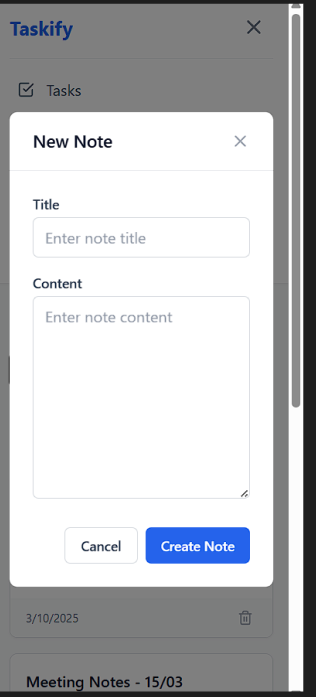 Taskify
Tasks
New Note
Title
Enter note title
Content
Enter note content
Cancel
Create Note
3/10/2025
Meeting Notes - 15/03